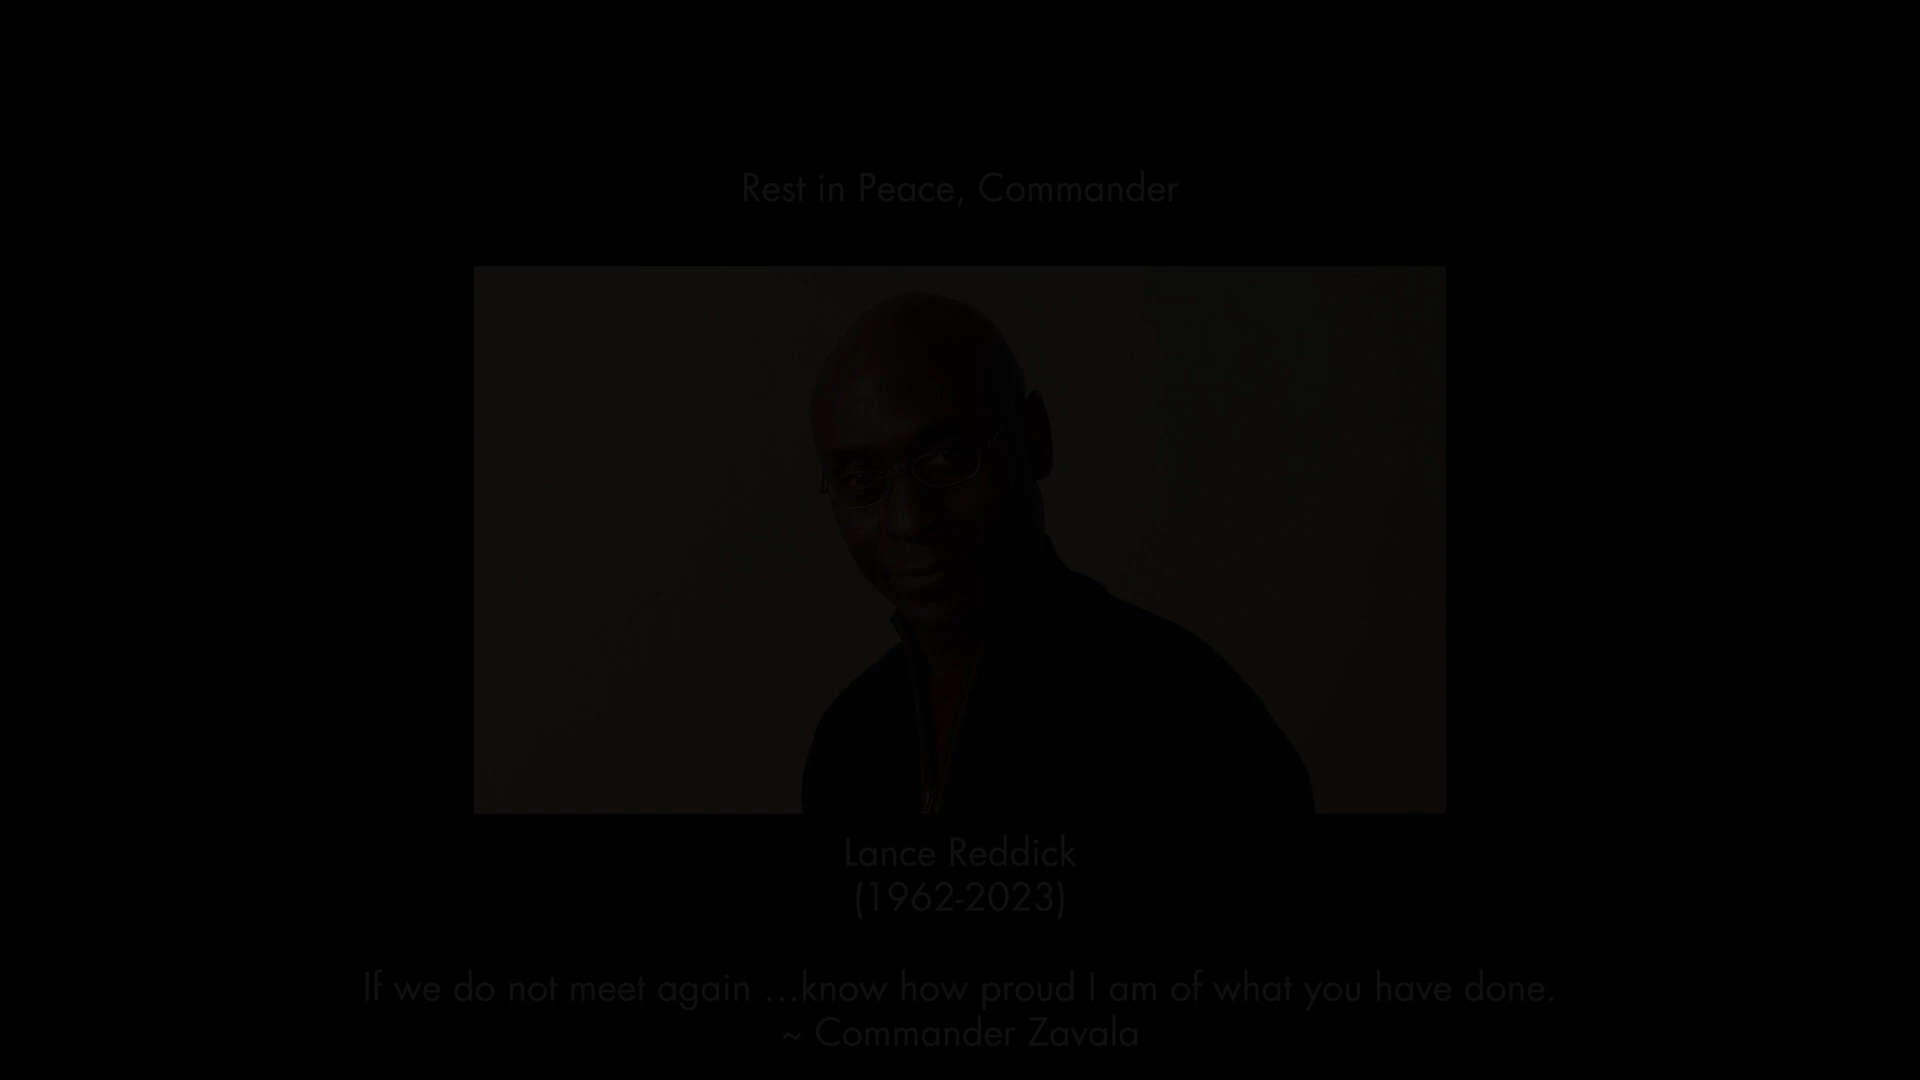 Rest in Peace, Commander
Lance Reddick
(1962-2023)
If we do not meet again ...know how proud I am of what you have done.
~ Commander Zavala